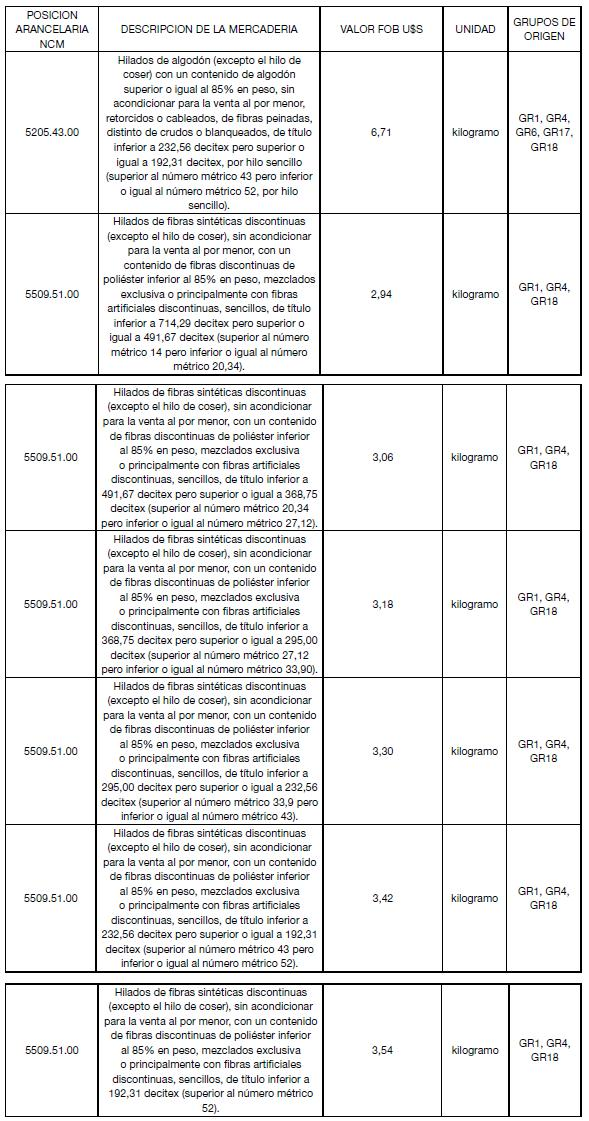 POSICION
ARANCELARIA
NCM
DESCRIPCION DE LA MERCADERIA
VALOR FOB U$S
UNIDAD
GRUPOS DE
ORIGEN
5205.43.00
Hilados de algodón (excepto el hilo de
coser) con un contenido de algodón
superior o igual al 85% en peso, sin
acondicionar para la venta al por menor,
retorcidos o cableados, de fibras peinadas,
distinto de crudos o blanqueados, de título
inferior a 232,56 decitex pero superior o
igual a 192,31 decitex, por hilo sencillo
(superior al número métrico 43 pero inferior
o igual al número métrico 52, por hilo
sencillo).
6,71
kilogramo
GR1, GR4,
GR6, GR17,
GR18
5509.51.00
Hilados de fibras sintéticas discontinuas
(excepto el hilo de coser), sin acondicionar
para la venta al por menor, con un
contenido de fibras discontinuas de
poliéster inferior al 85% en peso, mezclados
exclusiva o principalmente con fibras
artificiales discontinuas, sencillos, de título
inferior a 714,29 decitex pero superior o
igual a 491,67 decitex (superior al número
métrico 14 pero inferior o igual al número
métrico 20,34).
2,94
kilogramo
GR1, GR4,
GR18
5509.51.00
Hilados de fibras sintéticas discontinuas
(excepto el hilo de coser), sin acondicionar
para la venta al por menor, con un contenido
de fibras discontinuas de poliéster inferior
al 85% en peso, mezclados exclusiva
o principalmente con fibras artificiales
discontinuas, sencillos, de título inferior a
491,67 decitex pero superior o igual a 368,75
decitex (superior al número métrico 20,34
pero inferior o igual al número métrico 27,12).
3,06
kilogramo
GR1, GR4,
GR18
5509.51.00
Hilados de fibras sintéticas discontinuas
(excepto el hilo de coser), sin acondicionar
para la venta al por menor, con un contenido
de fibras discontinuas de poliéster inferior
al 85% en peso, mezclados exclusiva
o principalmente con fibras artificiales
discontinuas, sencillos, de título inferior a
368,75 decitex pero superior o igual a 295,00
decitex (superior al número métrico 27,12
pero inferior o igual al número métrico 33,90).
3,18
kilogramo
GR1, GR4,
GR18
5509.51.00
Hilados de fibras sintéticas discontinuas
(excepto el hilo de coser), sin acondicionar
para la venta al por menor, con un contenido
de fibras discontinuas de poliéster inferior
al 85% en peso, mezclados exclusiva
o principalmente con fibras artificiales
discontinuas, sencillos, de título inferior a
295,00 decitex pero superior o igual a 232,56
decitex (superior al número métrico 33,9 pero
inferior o igual al número métrico 43).
3,30
kilogramo
GR1, GR4,
GR18
5509.51.00
Hilados de fibras sintéticas discontinuas
(excepto el hilo de coser), sin acondicionar
para la venta al por menor, con un contenido
de fibras discontinuas de poliéster inferior
al 85% en peso, mezclados exclusiva
o principalmente con fibras artificiales
discontinuas, sencillos, de título inferior a
232,56 decitex pero superior o igual a 192,31
decitex (superior al número métrico 43 pero
inferior o igual al número métrico 52).
3,42
kilogramo
GR1, GR4,
GR18
5509.51.00
Hilados de fibras sintéticas discontinuas
(excepto el hilo de coser), sin acondicionar
para la venta al por menor, con un contenido
de fibras discontinuas de poliéster inferior
al 85% en peso, mezclados exclusiva
o principalmente con fibras artificiales
discontinuas, sencillos, de título inferior a
192,31 decitex (superior al número métrico
52).
3,54
kilogramo
GR1, GR4,
GR18